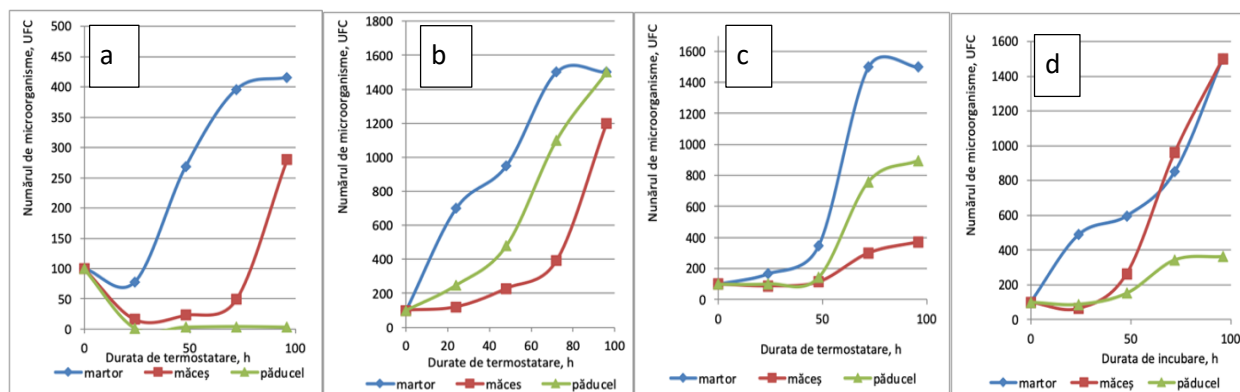 a
Numărul de microorganisme, UFC
500
450
400
350
300
250
200
150
100
50
0
0
50
100
Durata de termostatare, h
martor
măceș
păducel
b
Numărul de microorganisme, UFC
1800
1600
1400
1200
1000
800
600
400
200
0
0
20
40
60
80
100
Durate de termostatare, h
martor
măces
păducel
c
Nunărul de microorganisme, UFC
1600
1400
1200
1000
800
600
400
200
0
0
50
100
Durata de termostatare, h
martor
măceș
păducel
d
Numărul de microorganisme, UFC
1600
1400
1200
1000
800
600
400
200
0
0
50
100
Durata de incubare, h
martor
măceș
păducel